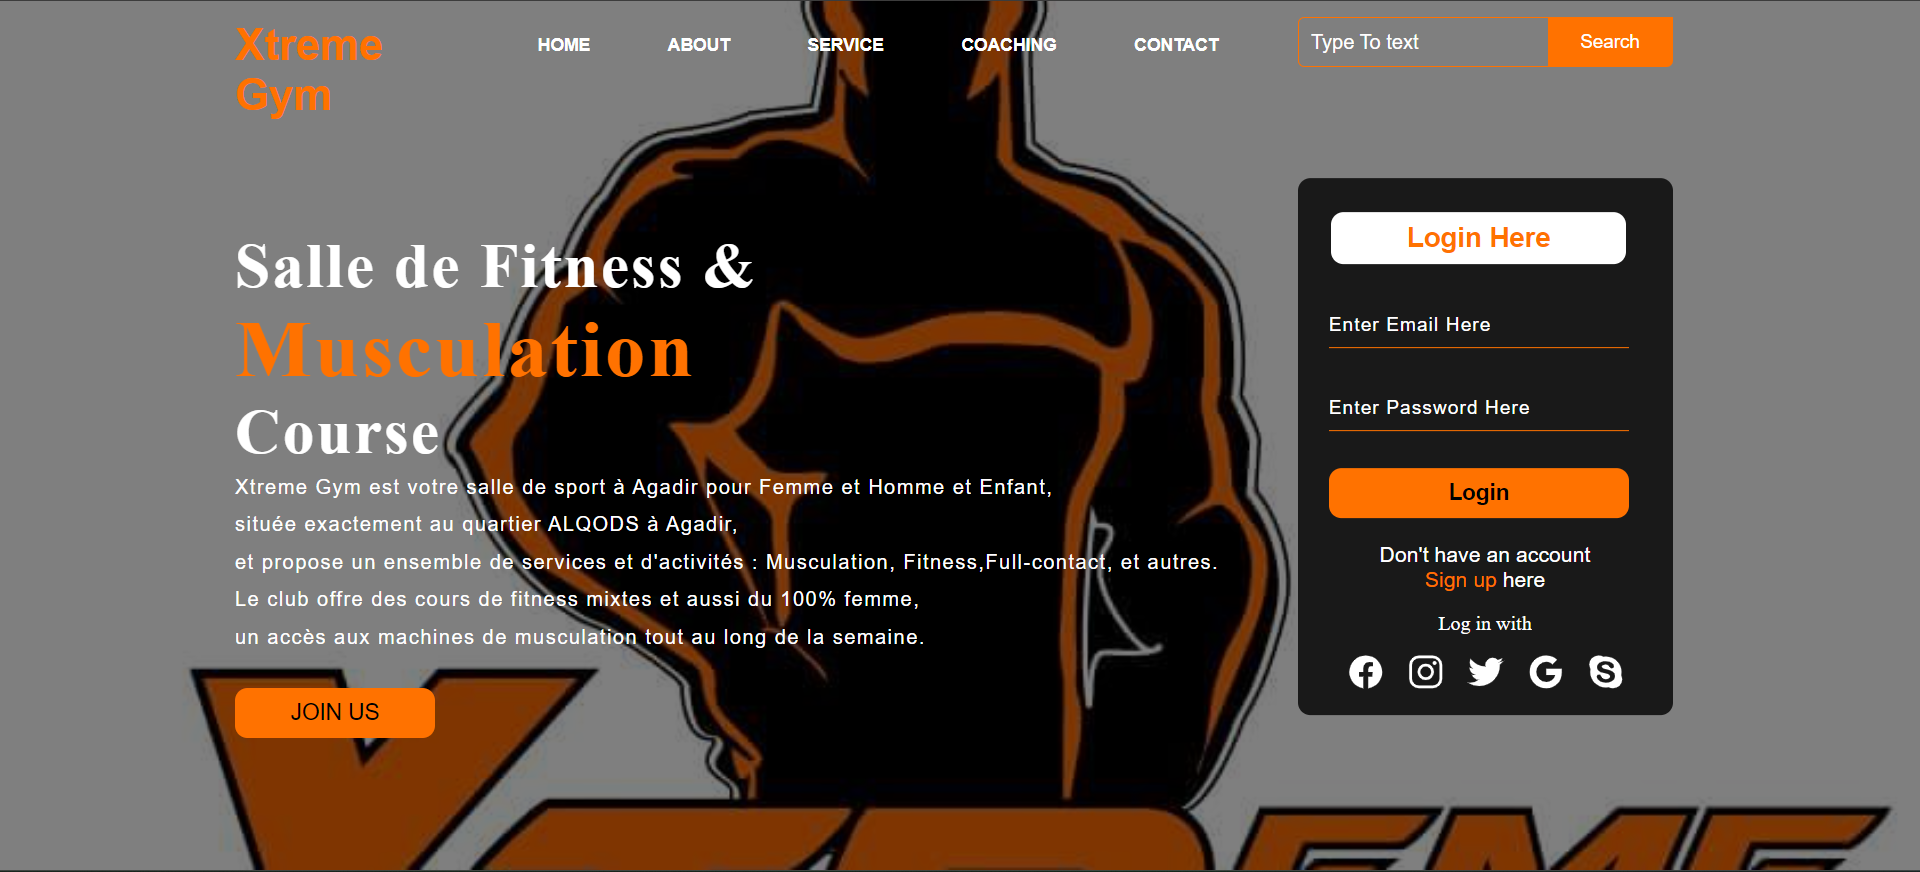 Xtreme
Gym
HOME
ABOUT
SERVICE
COACHING
CONTACT
Type To text
Search
Salle de Fitness &
Musculation
Course
Xtreme Gym est votre salle de sport à Agadir pour Femme et Homme et Enfant,
située exactement au quartier ALQODS à Agadir,
et propose un ensemble de services et d'activités : Musculation, Fitness,Full-contact, et autres.
Le club offre des cours de fitness mixtes et aussi du 100% femme,
un accès aux machines de musculation tout au long de la semaine.
JOIN US
Login Here
Enter Email Here
Enter Password Here
Login
Don't have an account
Sign up here
Log in with
XTREME